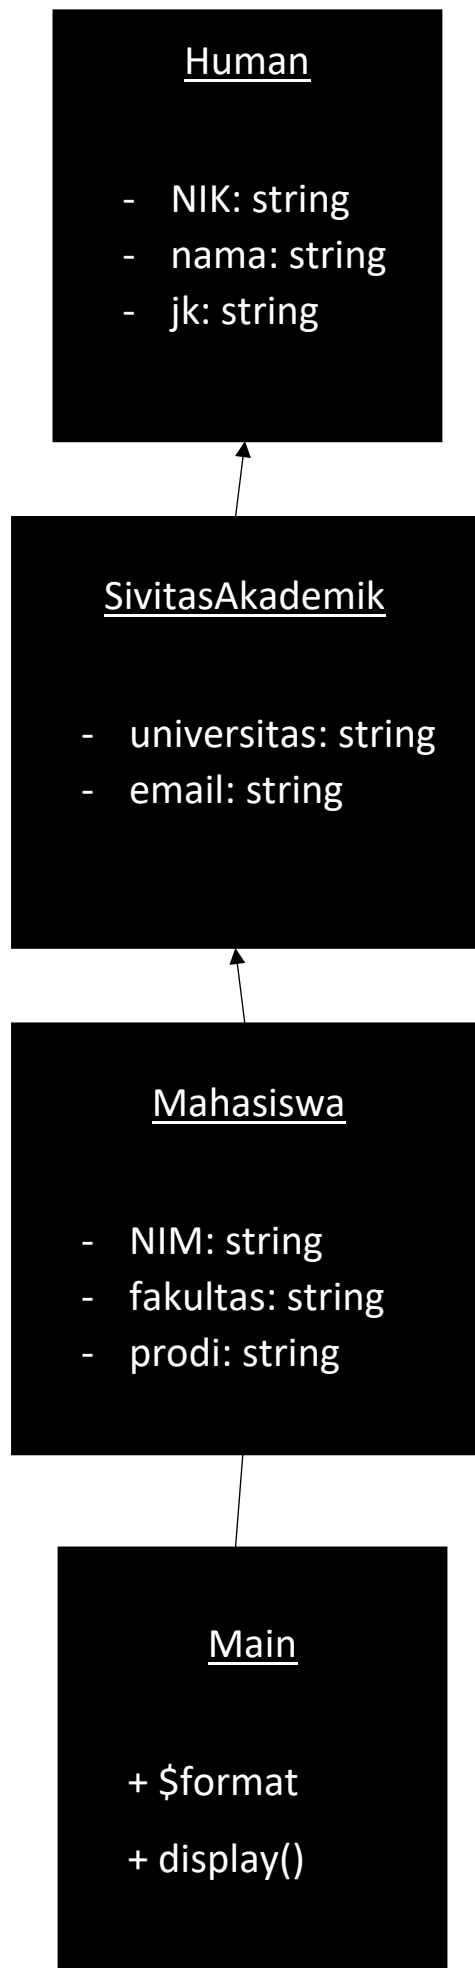 Human
- NIK: string
- nama: string
- jk: string
SivitasAkademik
- universitas: string
- email: string
Mahasiswa
- NIM: string
- fakultas: string
- prodi: string
Main
+ $format
+ display()